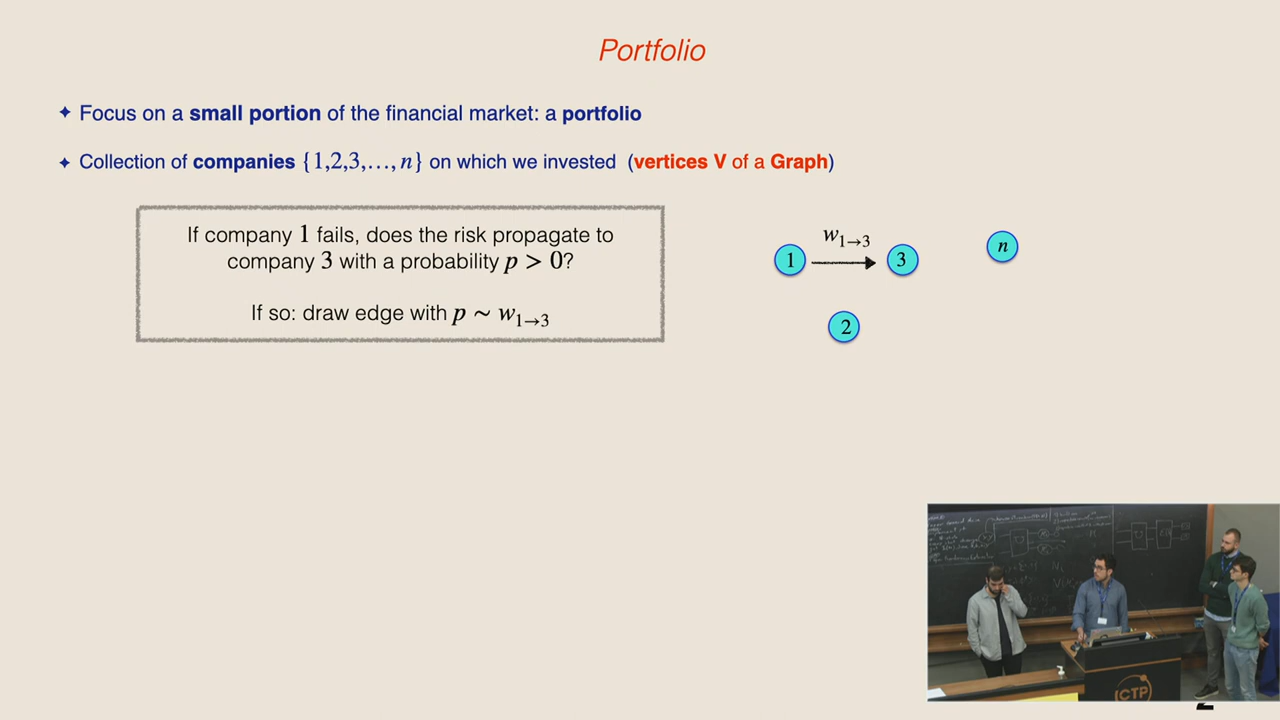 Portfolio
✦ Focus on a small portion of the financial market: a portfolio
✦ Collection of companies {1,2,3,…, n} on which we invested (vertices V of a Graph)
If company 1 fails, does the risk propagate to
company 3 with a probability p > 0?
If so: draw edge with p ∼ w₁→₃
w₁→₃
1
3
n
2
ICTP